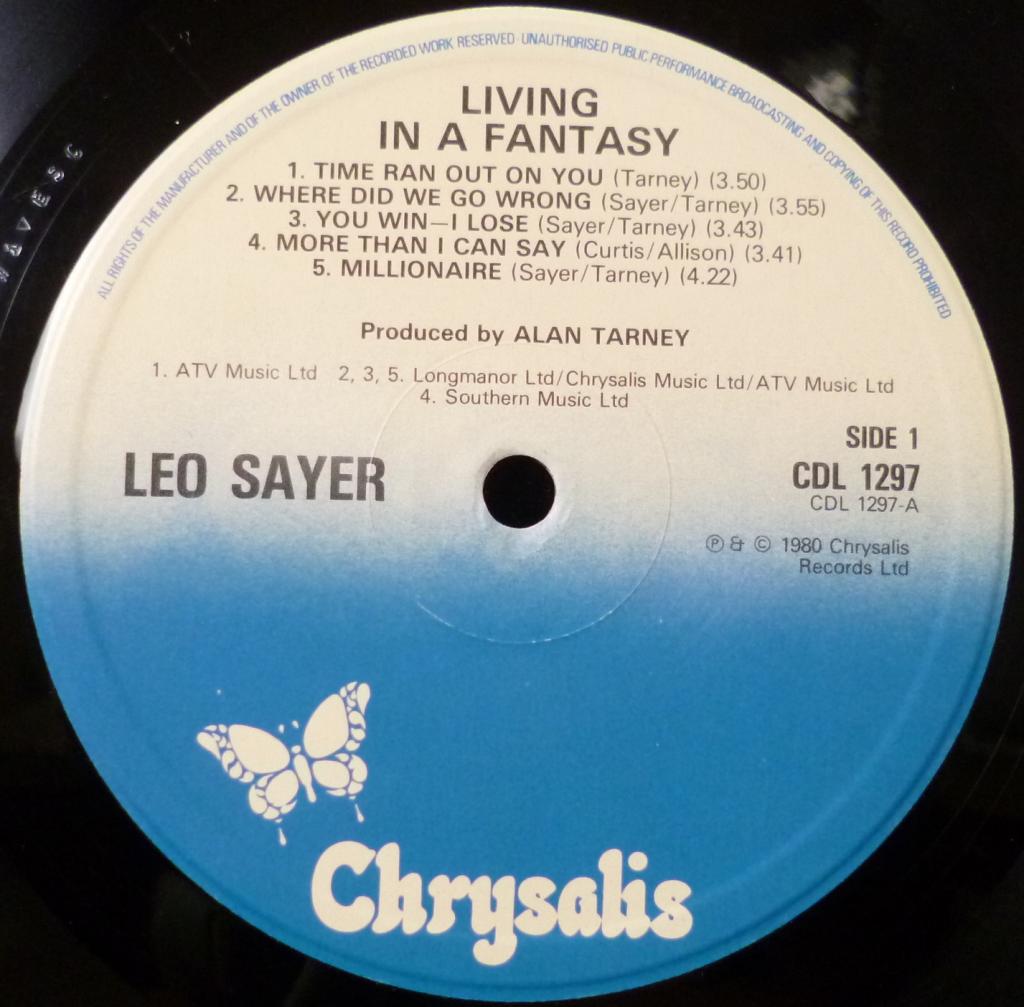 ALL RIGHTS OF THE MANUFACTURER AND OF THE OWNER OF THE RECORDED WORK RESERVED · UNAUTHORISED PUBLIC PERFORMANCE BROADCASTING AND COPYING OF THIS RECORD PROHIBITED
LIVING
IN A FANTASY
1. TIME RAN OUT ON YOU (Tarney) (3.50)
2. WHERE DID WE GO WRONG (Sayer/Tarney) (3.55)
3. YOU WIN—I LOSE (Sayer/Tarney) (3.43)
4. MORE THAN I CAN SAY (Curtis/Allison) (3.41)
5. MILLIONAIRE (Sayer/Tarney) (4.22)
Produced by ALAN TARNEY
1. ATV Music Ltd 2, 3, 5. Longmanor Ltd/Chrysalis Music Ltd/ATV Music Ltd
4. Southern Music Ltd
LEO SAYER
SIDE 1
CDL 1297
CDL 1297-A
℗ & © 1980 Chrysalis
Records Ltd
Chrysalis